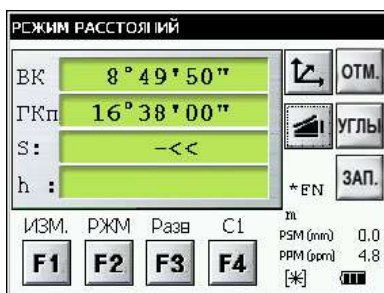 РЕЖИМ РАССТОЯНИЙ
ВК 8°49'50"
ГКп 16°38'00"
S: -<<
h :
ОТМ.
УГЛЫ
ЗАП.
*FN
m
PSM (mm) 0.0
PPM (ppm) 4.8
[*]
ИЗМ. РЖМ Разв С1
F1 F2 F3 F4